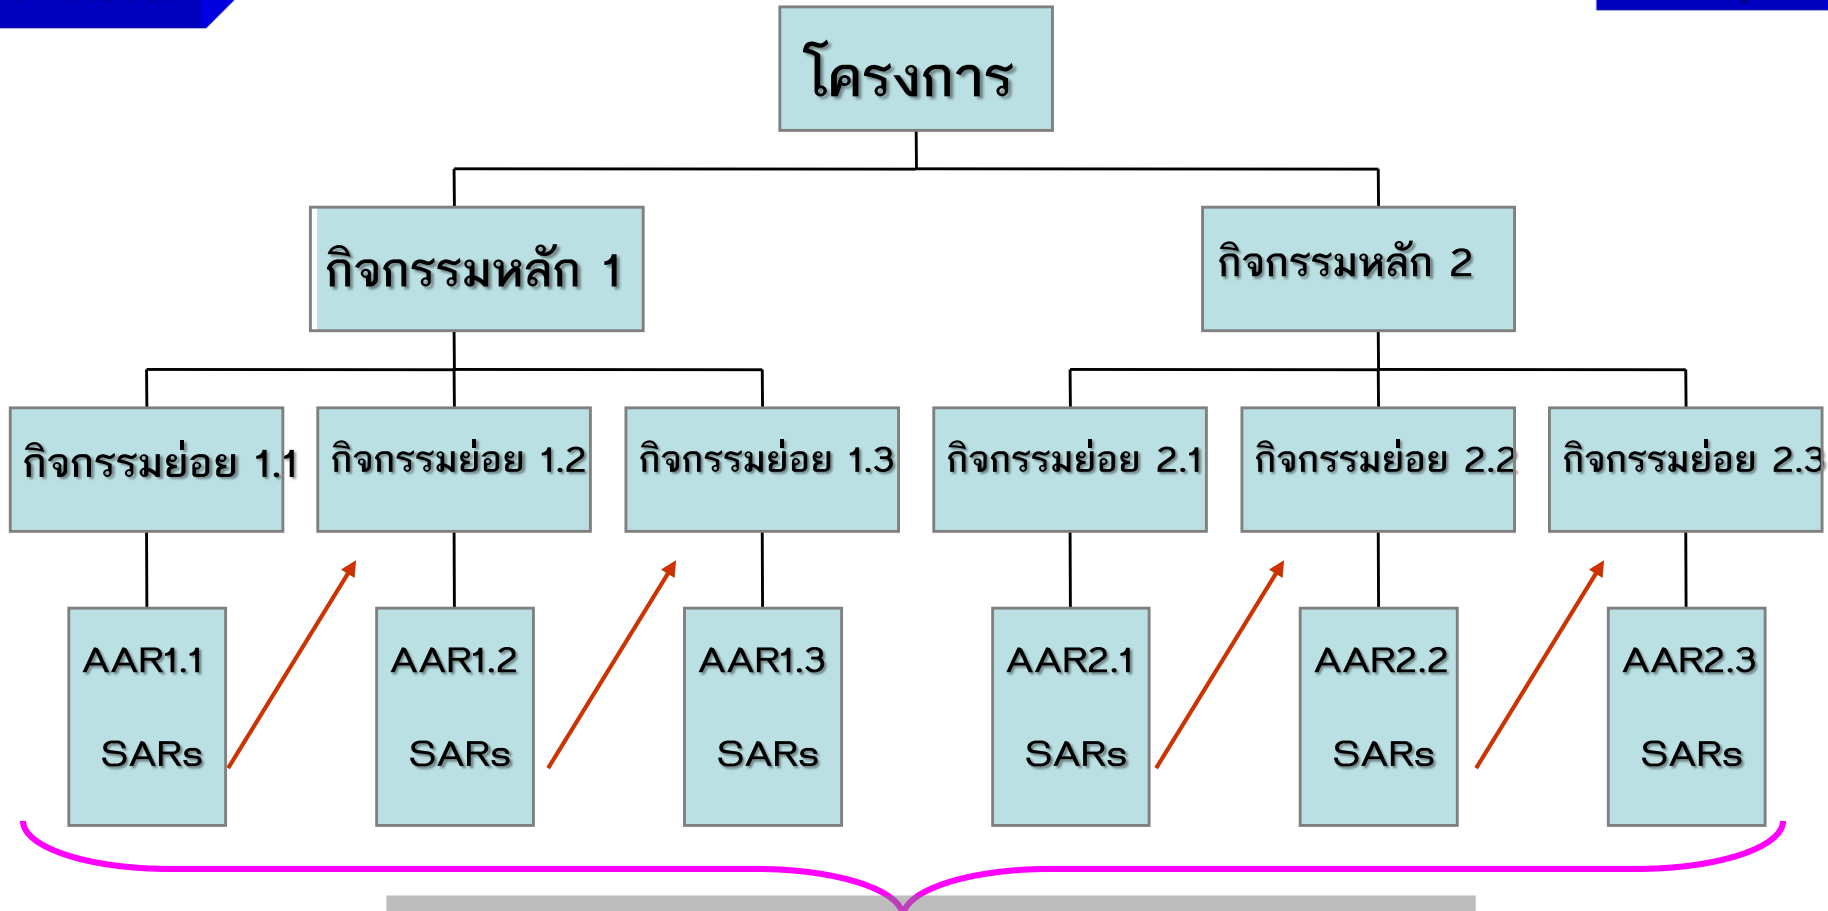 โครงการ
กิจกรรมหลัก 1
กิจกรรมหลัก 2
กิจกรรมย่อย 1.1
กิจกรรมย่อย 1.2
กิจกรรมย่อย 1.3
กิจกรรมย่อย 2.1
กิจกรรมย่อย 2.2
กิจกรรมย่อย 2.3
AAR1.1
SARs
AAR1.2
SARs
AAR1.3
SARs
AAR2.1
SARs
AAR2.2
SARs
AAR2.3
SARs